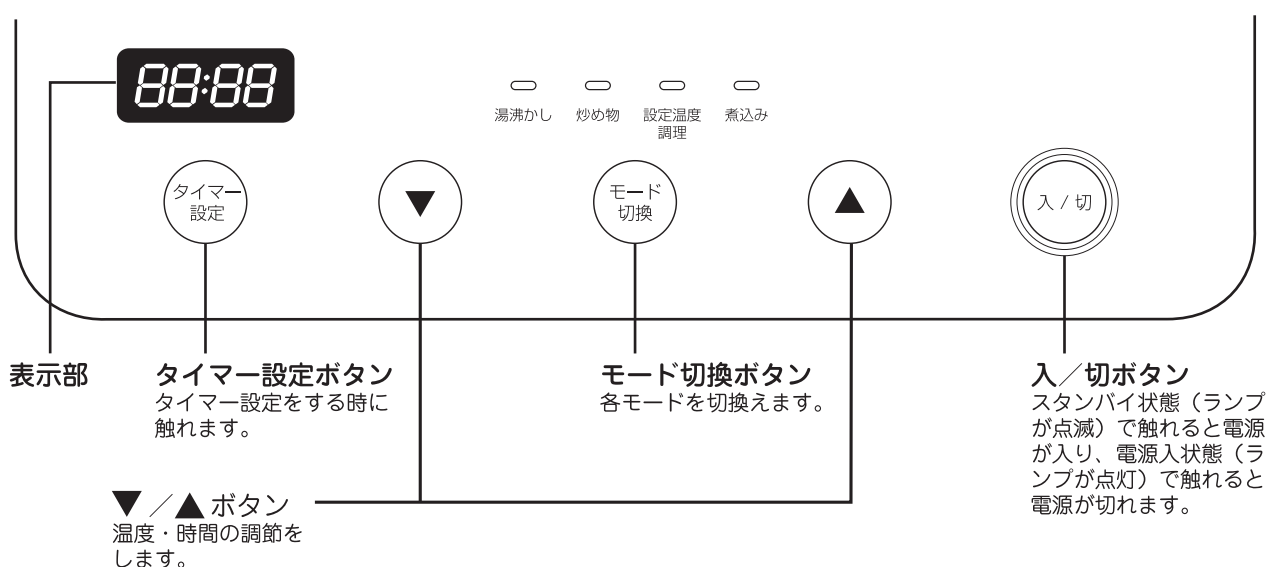 88:88
湯沸かし
炒め物
設定温度
調理
煮込み
タイマー
設定
▼
モード
切換
▲
入 / 切
表示部
タイマー設定ボタン
タイマー設定をする時に
触れます。
モード切換ボタン
各モードを切換えます。
入／切ボタン
スタンバイ状態（ランプ
が点滅）で触れると電源
が入り、電源入状態（ラ
ンプが点灯）で触れると
電源が切れます。
▼／▲ ボタン
温度・時間の調節を
します。